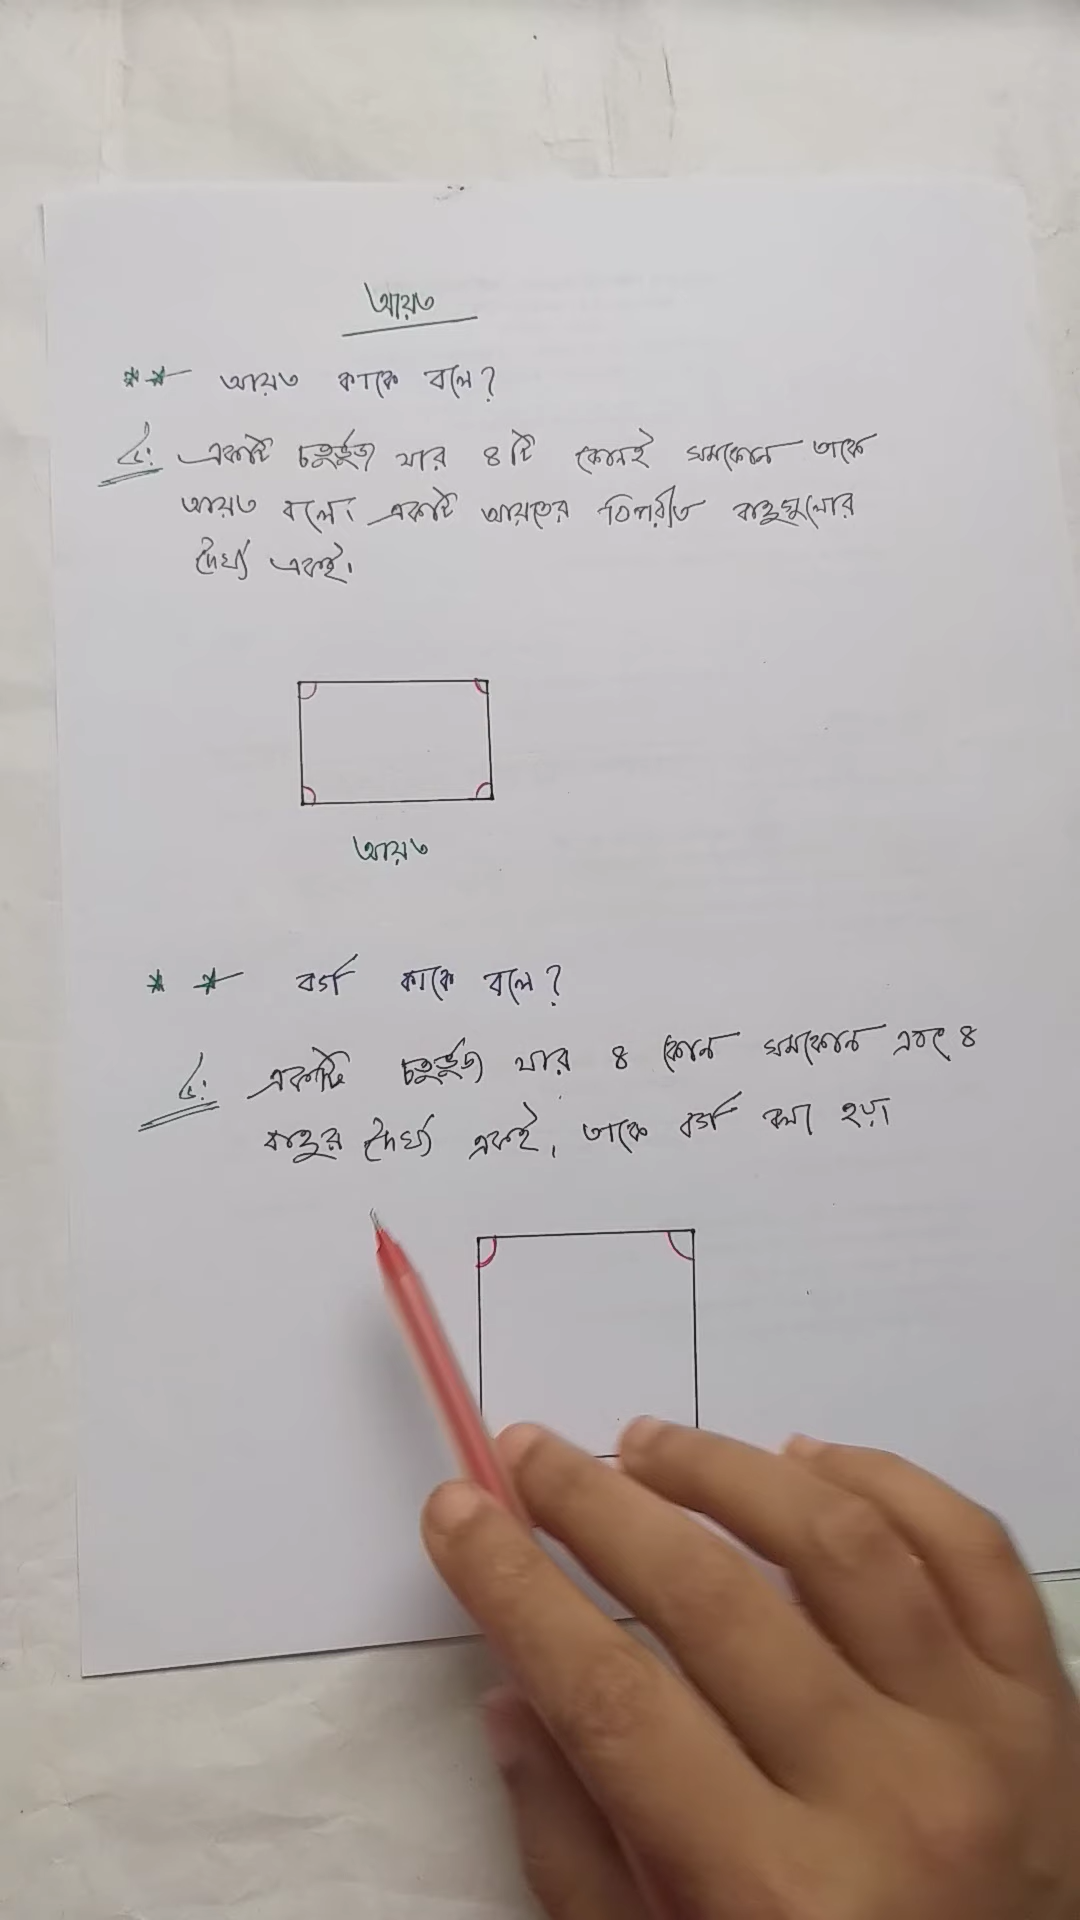 আয়ত
** আয়ত কাকে বলে?
উ: একটি চতুর্ভুজ যার ৪টি কোনই সমকোন তাকে
আয়ত বলে। একটি আয়তের বিপরীত বাহুগুলোর
দৈর্ঘ্য একই।
আয়ত
* * বর্গ কাকে বলে?
উ: একটি চতুর্ভুজ যার ৪ কোন সমকোন এবং ৪
বাহুর দৈর্ঘ্য একই, তাকে বর্গ বলা হয়।